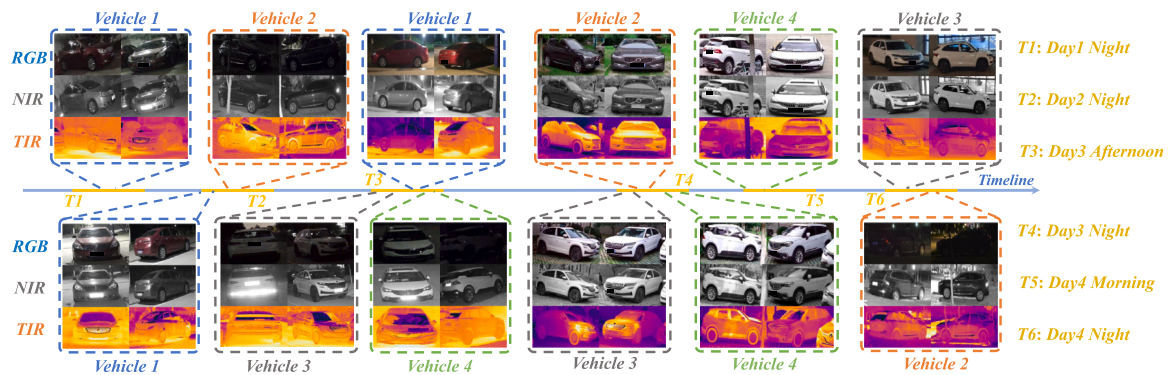 Vehicle 1
Vehicle 2
Vehicle 1
Vehicle 2
Vehicle 4
Vehicle 3
RGB
NIR
TIR
T1: Day1 Night
T2: Day2 Night
T3: Day3 Afternoon
T1
T2
T3
T4
T5
T6
Timeline
RGB
NIR
TIR
T4: Day3 Night
T5: Day4 Morning
T6: Day4 Night
Vehicle 1
Vehicle 3
Vehicle 4
Vehicle 3
Vehicle 4
Vehicle 2